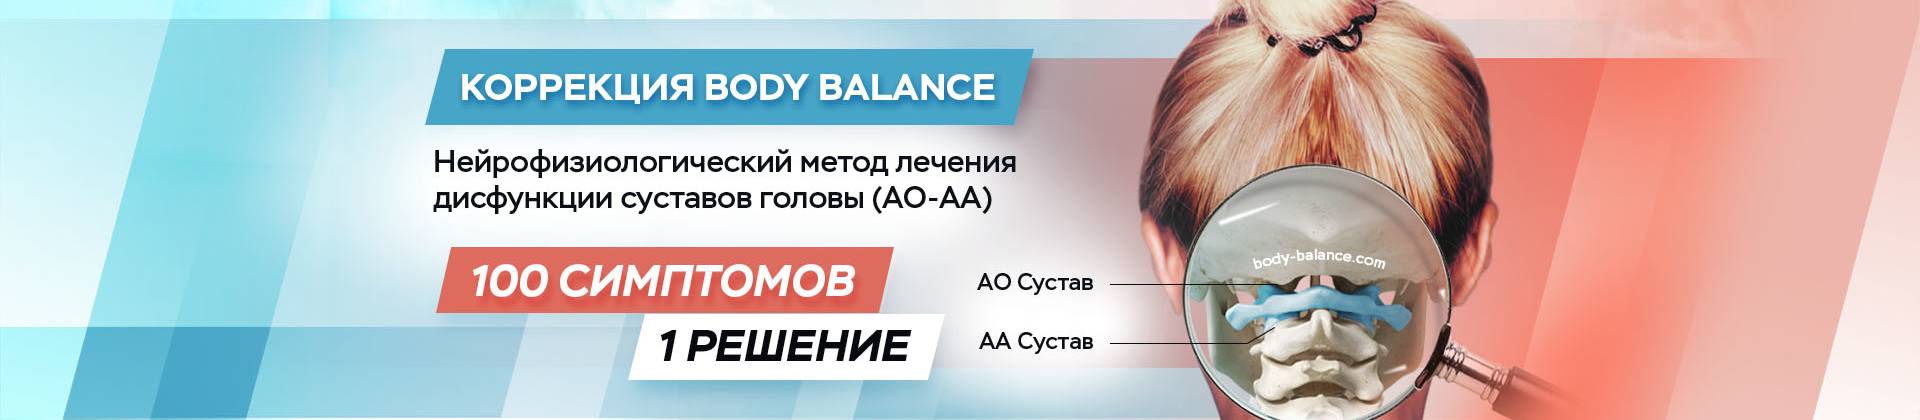 КОРРЕКЦИЯ BODY BALANCE
Нейрофизиологический метод лечения
дисфункции суставов головы (АО-АА)
100 СИМПТОМОВ
1 РЕШЕНИЕ
body-balance.com
АО Сустав
АА Сустав